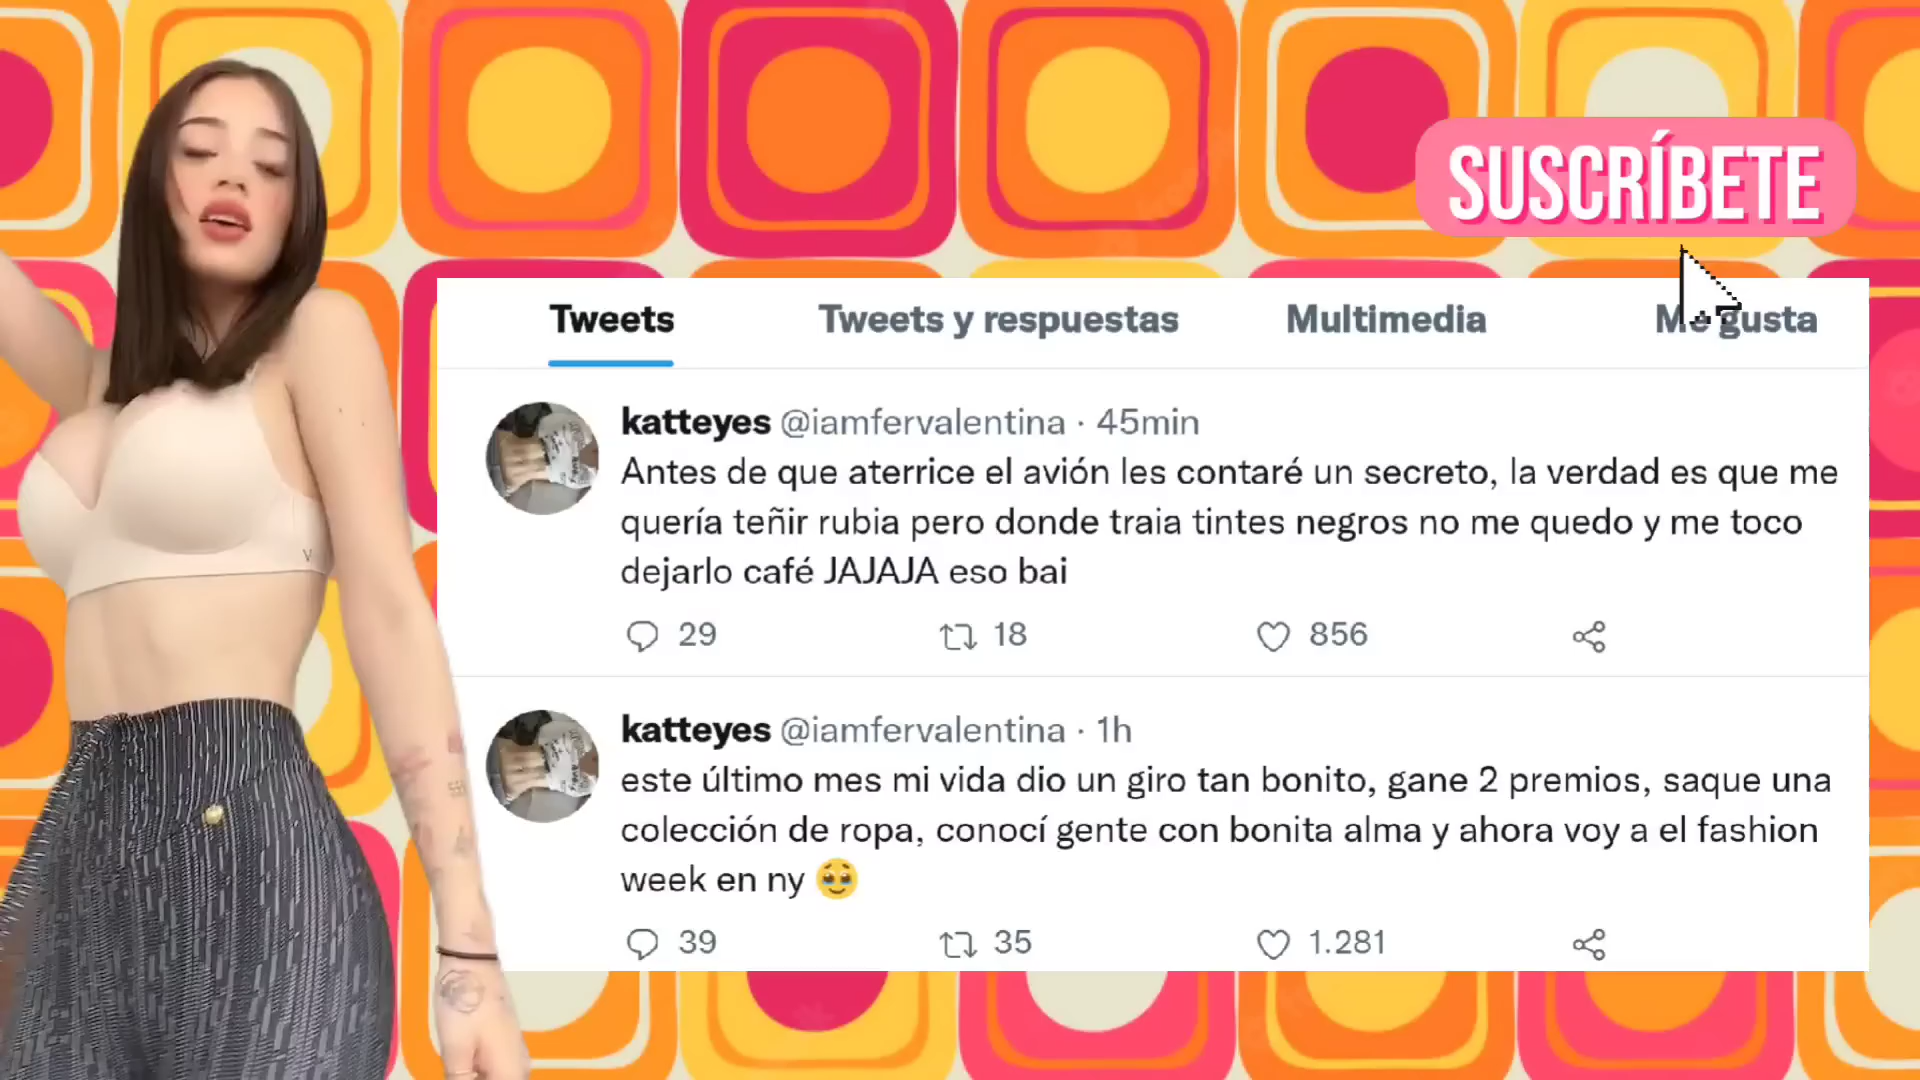 SUSCRÍBETE
Tweets Tweets y respuestas Multimedia Me gusta
katteyes @iamfervalentina · 45min
Antes de que aterrice el avión les contaré un secreto, la verdad es que me
quería teñir rubia pero donde traia tintes negros no me quedo y me toco
dejarlo café JAJAJA eso bai
29 18 856
katteyes @iamfervalentina · 1h
este último mes mi vida dio un giro tan bonito, gane 2 premios, saque una
colección de ropa, conocí gente con bonita alma y ahora voy a el fashion
week en ny 🥹
39 35 1.281
V